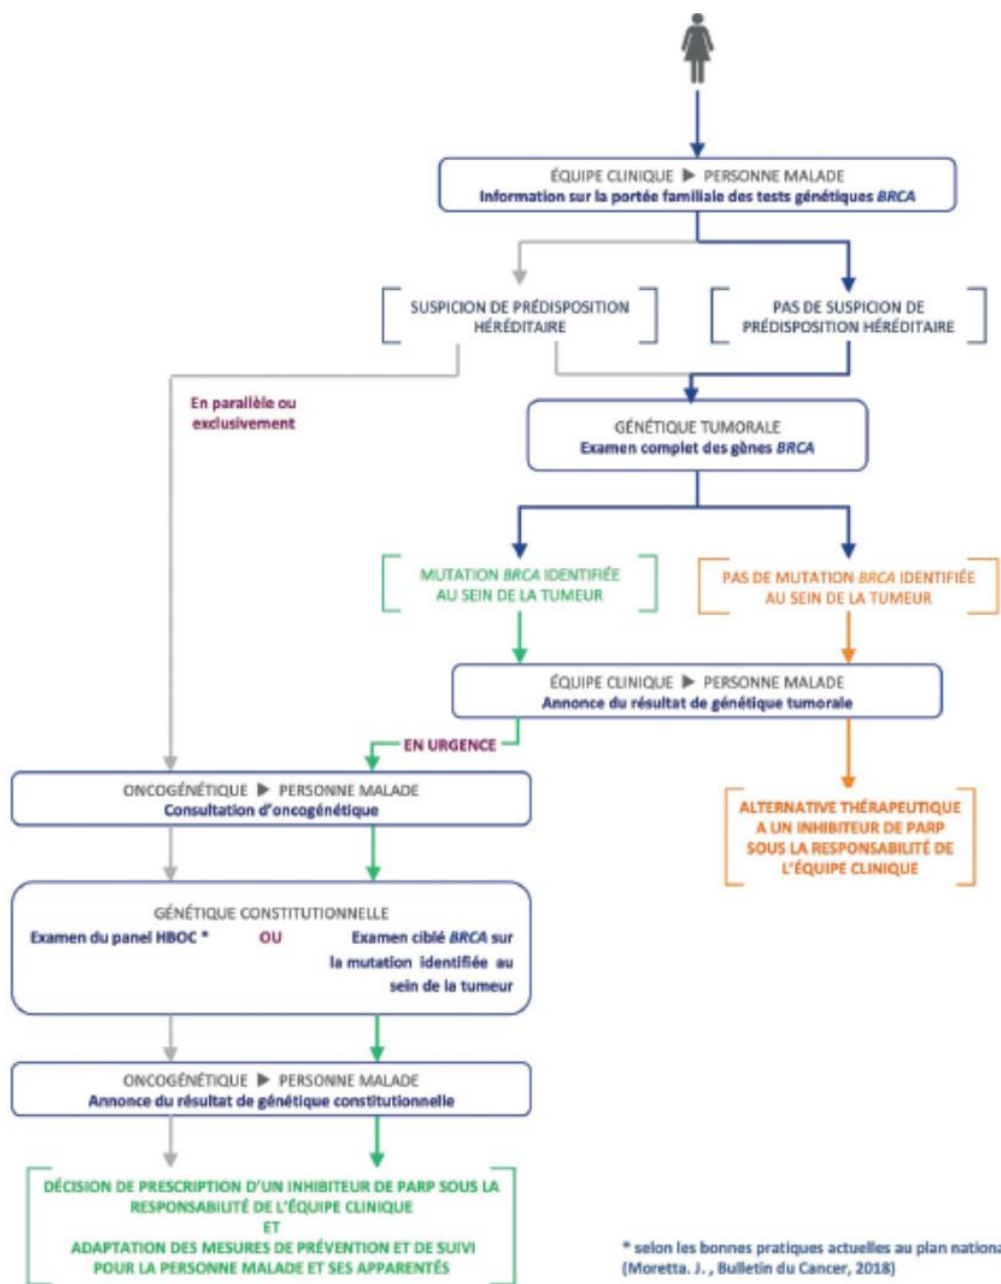 ÉQUIPE CLINIQUE ▶ PERSONNE MALADE
Information sur la portée familiale des tests génétiques BRCA
SUSPICION DE PRÉDISPOSITION
HÉRÉDITAIRE
PAS DE SUSPICION DE
PRÉDISPOSITION HÉRÉDITAIRE
En parallèle ou
exclusivement
GÉNÉTIQUE TUMORALE
Examen complet des gènes BRCA
MUTATION BRCA IDENTIFIÉE
AU SEIN DE LA TUMEUR
PAS DE MUTATION BRCA IDENTIFIÉE
AU SEIN DE LA TUMEUR
ÉQUIPE CLINIQUE ▶ PERSONNE MALADE
Annonce du résultat de génétique tumorale
EN URGENCE
ONCOGÉNÉTIQUE ▶ PERSONNE MALADE
Consultation d'oncogénétique
ALTERNATIVE THÉRAPEUTIQUE
A UN INHIBITEUR DE PARP
SOUS LA RESPONSABILITÉ DE
L'ÉQUIPE CLINIQUE
GÉNÉTIQUE CONSTITUTIONNELLE
Examen du panel HBOC * OU Examen ciblé BRCA sur
la mutation identifiée au
sein de la tumeur
ONCOGÉNÉTIQUE ▶ PERSONNE MALADE
Annonce du résultat de génétique constitutionnelle
DÉCISION DE PRESCRIPTION D'UN INHIBITEUR DE PARP SOUS LA
RESPONSABILITÉ DE L'ÉQUIPE CLINIQUE
ET
ADAPTATION DES MESURES DE PRÉVENTION ET DE SUIVI
POUR LA PERSONNE MALADE ET SES APPARENTÉS
* selon les bonnes pratiques actuelles au plan nationa
(Moretta. J. , Bulletin du Cancer, 2018)